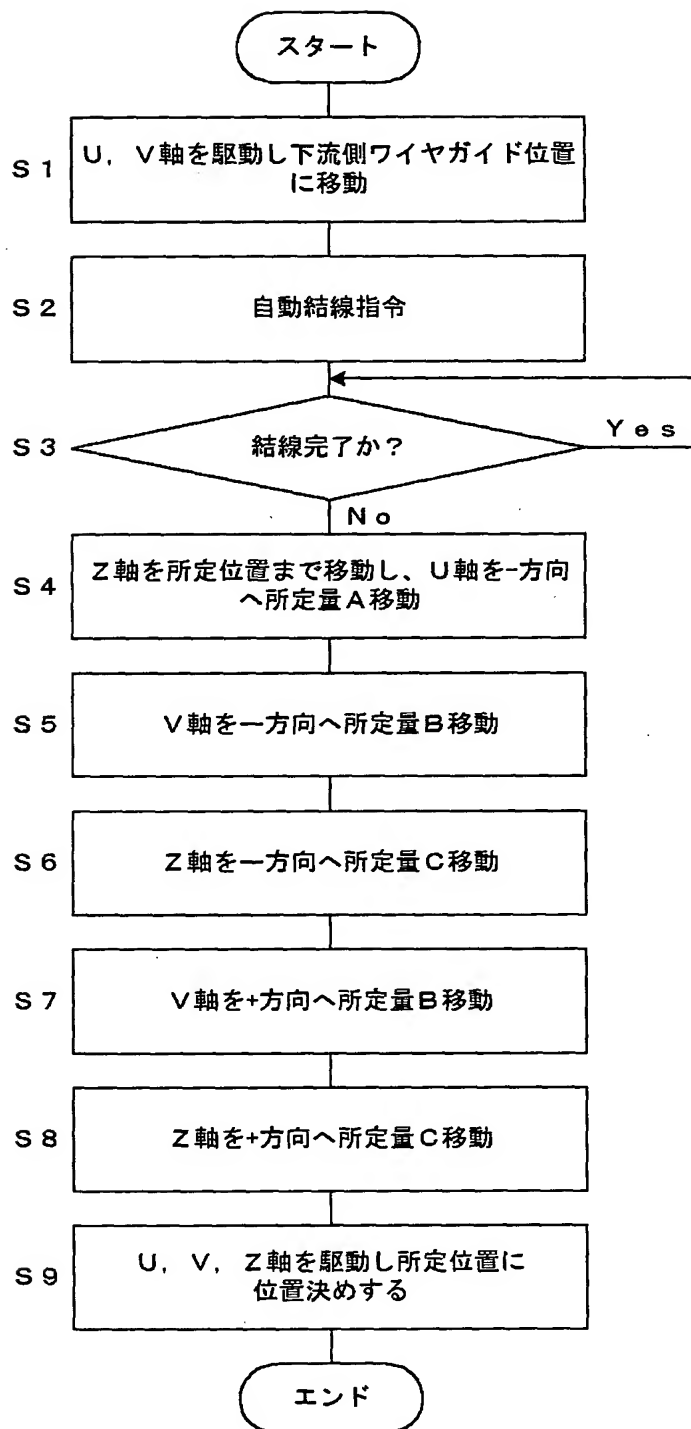 スタート
S1
U, V軸を駆動し下流側ワイヤガイド位置
に移動
S2
自動結線指令
S3
結線完了か?
Yes
No
S4
Z軸を所定位置まで移動し、U軸を-方向
へ所定量A移動
S5
V軸を一方向へ所定量B移動
S6
Z軸を一方向へ所定量C移動
S7
V軸を+方向へ所定量B移動
S8
Z軸を+方向へ所定量C移動
S9
U, V, Z軸を駆動し所定位置に
位置決めする
エンド